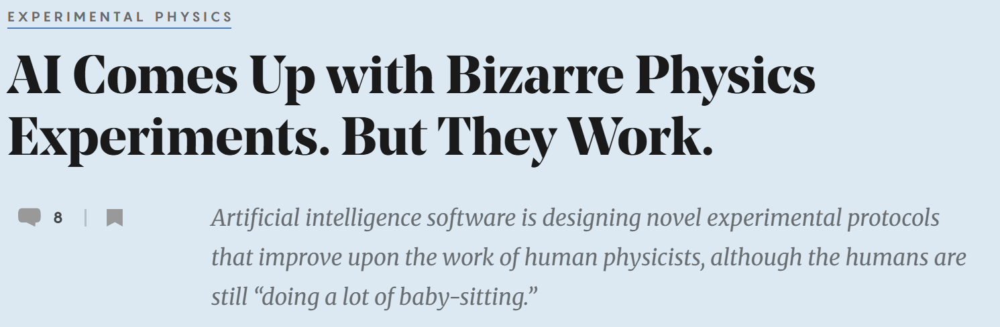 EXPERIMENTAL PHYSICS
AI Comes Up with Bizarre Physics
Experiments. But They Work.
8
Artificial intelligence software is designing novel experimental protocols
that improve upon the work of human physicists, although the humans are
still “doing a lot of baby-sitting.”